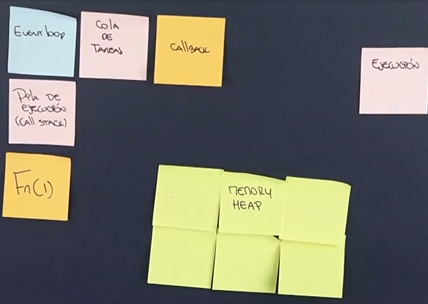 Event loop
COLA
DE
TAREAS
CALLBACK
EJECUCIÓN
PILA DE
EJECUCIÓN
(CALL STACK)
Fn(1)
MEMORY
HEAP